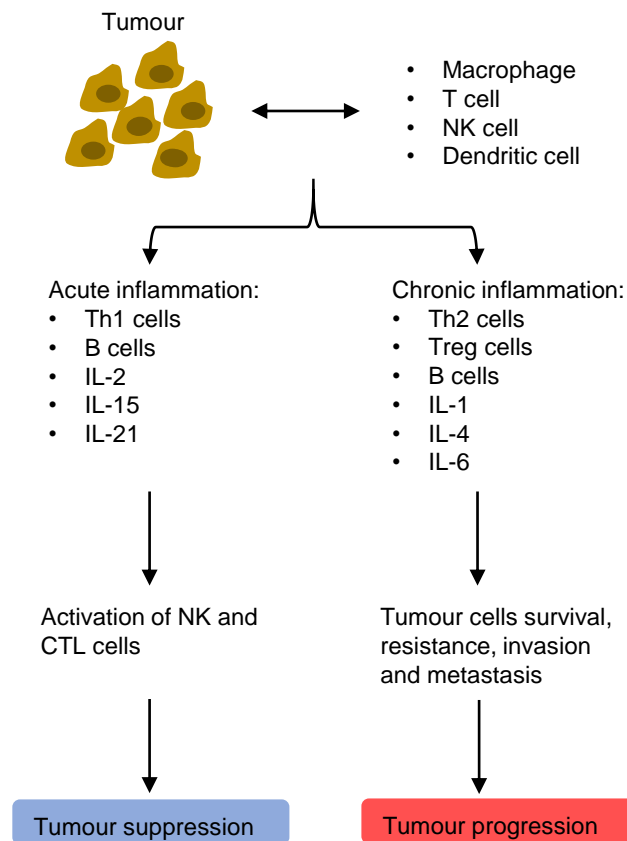 Tumour
• Macrophage
• T cell
• NK cell
• Dendritic cell
Acute inflammation:
• Th1 cells
• B cells
• IL-2
• IL-15
• IL-21
Chronic inflammation:
• Th2 cells
• Treg cells
• B cells
• IL-1
• IL-4
• IL-6
Activation of NK and
CTL cells
Tumour cells survival,
resistance, invasion
and metastasis
Tumour suppression
Tumour progression